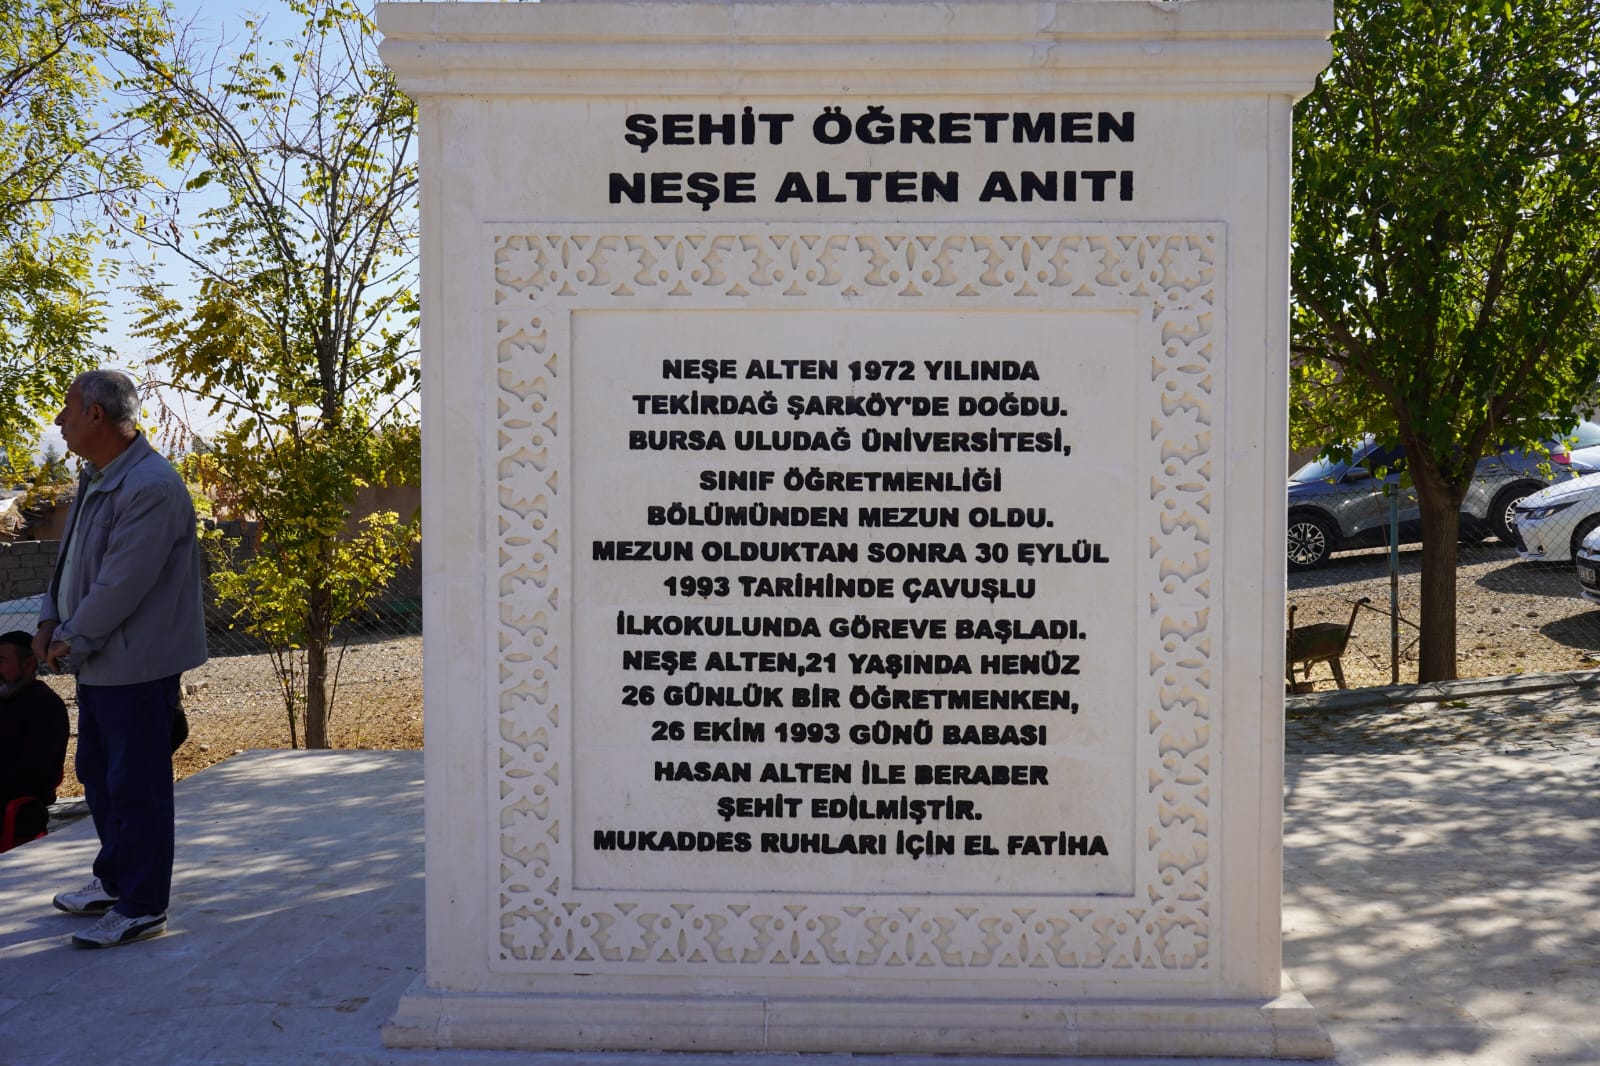 ŞEHİT ÖĞRETMEN
NEŞE ALTEN ANITI
NEŞE ALTEN 1972 YILINDA
TEKİRDAĞ ŞARKÖY'DE DOĞDU.
BURSA ULUDAĞ ÜNİVERSİTESİ,
SINIF ÖĞRETMENLİĞİ
BÖLÜMÜNDEN MEZUN OLDU.
MEZUN OLDUKTAN SONRA 30 EYLÜL
1993 TARİHİNDE ÇAVUŞLU
İLKOKULUNDA GÖREVE BAŞLADI.
NEŞE ALTEN,21 YAŞINDA HENÜZ
26 GÜNLÜK BİR ÖĞRETMENKEN,
26 EKİM 1993 GÜNÜ BABASI
HASAN ALTEN İLE BERABER
ŞEHİT EDİLMİŞTİR.
MUKADDES RUHLARI İÇİN EL FATİHA